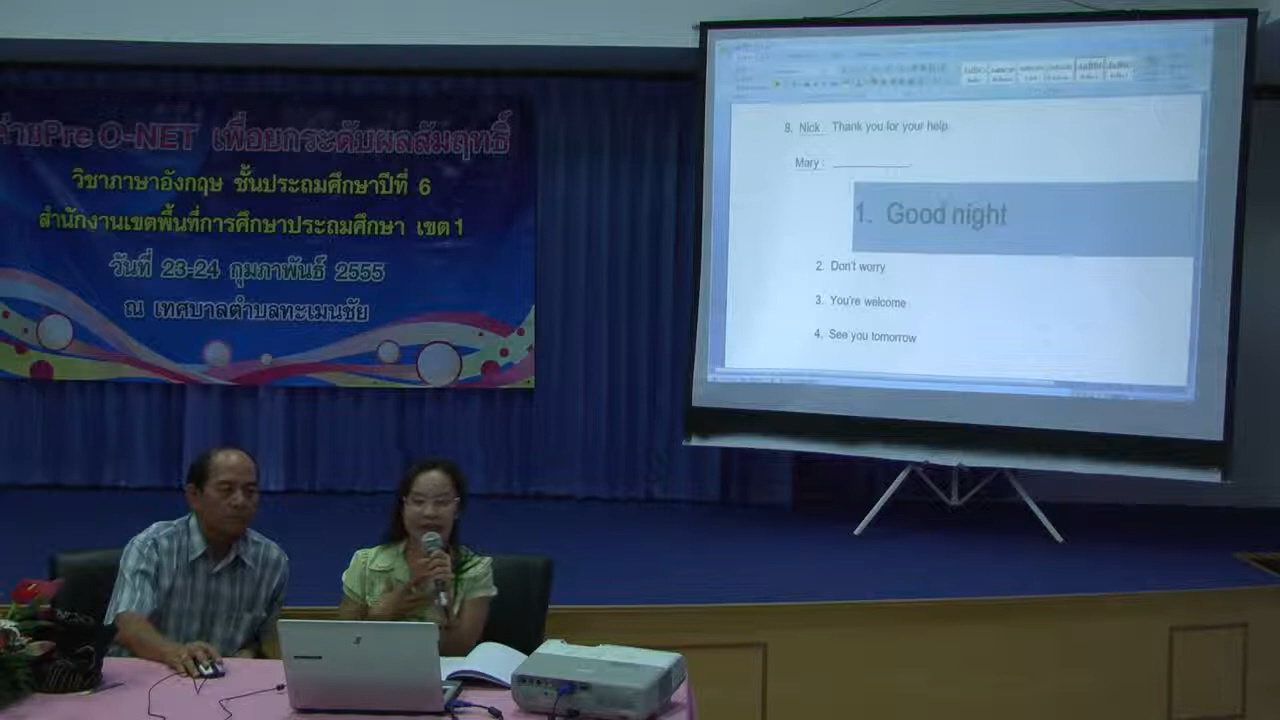 ค่ายPre O-NET เพื่อยกระดับผลสัมฤทธิ์
วิชาภาษาอังกฤษ ชั้นประถมศึกษาปีที่ 6
สำนักงานเขตพื้นที่การศึกษาประถมศึกษา เขต 1
วันที่ 23-24 กุมภาพันธ์ 2555
ณ เทศบาลตำบลทะเมนชัย
8. Nick : Thank you for your help.
Mary : ____________
1. Good night
2. Don't worry
3. You're welcome
4. See you tomorrow